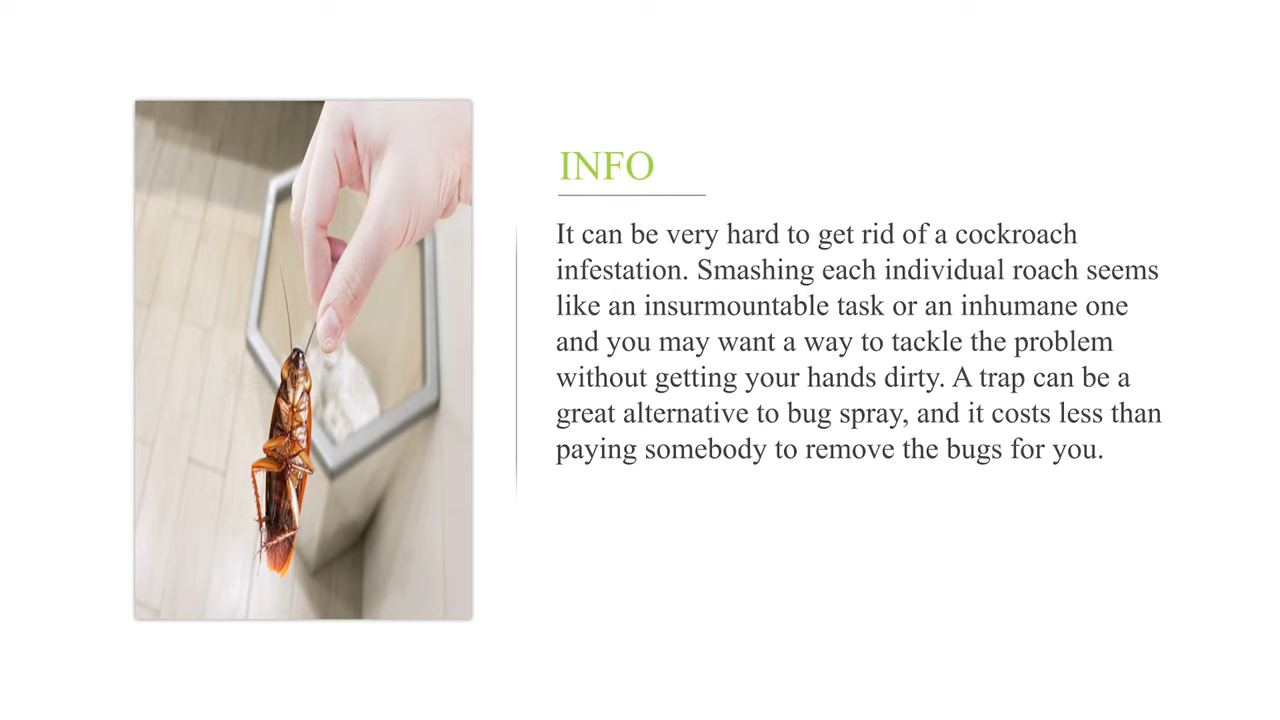 INFO
It can be very hard to get rid of a cockroach
infestation. Smashing each individual roach seems
like an insurmountable task or an inhumane one
and you may want a way to tackle the problem
without getting your hands dirty. A trap can be a
great alternative to bug spray, and it costs less than
paying somebody to remove the bugs for you.